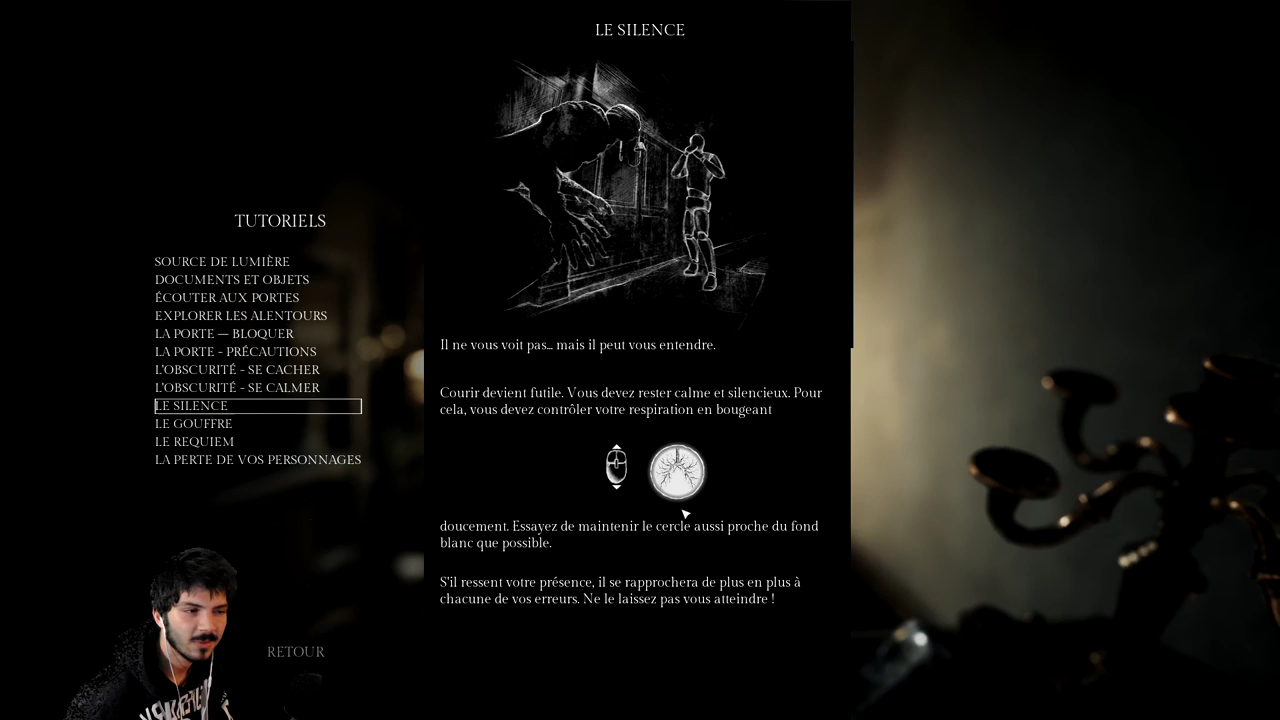 LE SILENCE
TUTORIELS
SOURCE DE LUMIÈRE
DOCUMENTS ET OBJETS
ÉCOUTER AUX PORTES
EXPLORER LES ALENTOURS
LA PORTE — BLOQUER
LA PORTE - PRÉCAUTIONS
L'OBSCURITÉ - SE CACHER
L'OBSCURITÉ - SE CALMER
LE SILENCE
LE GOUFFRE
LE REQUIEM
LA PERTE DE VOS PERSONNAGES
RETOUR
Il ne vous voit pas... mais il peut vous entendre.
Courir devient futile. Vous devez rester calme et silencieux. Pour
cela, vous devez contrôler votre respiration en bougeant
doucement. Essayez de maintenir le cercle aussi proche du fond
blanc que possible.
S'il ressent votre présence, il se rapprochera de plus en plus à
chacune de vos erreurs. Ne le laissez pas vous atteindre !